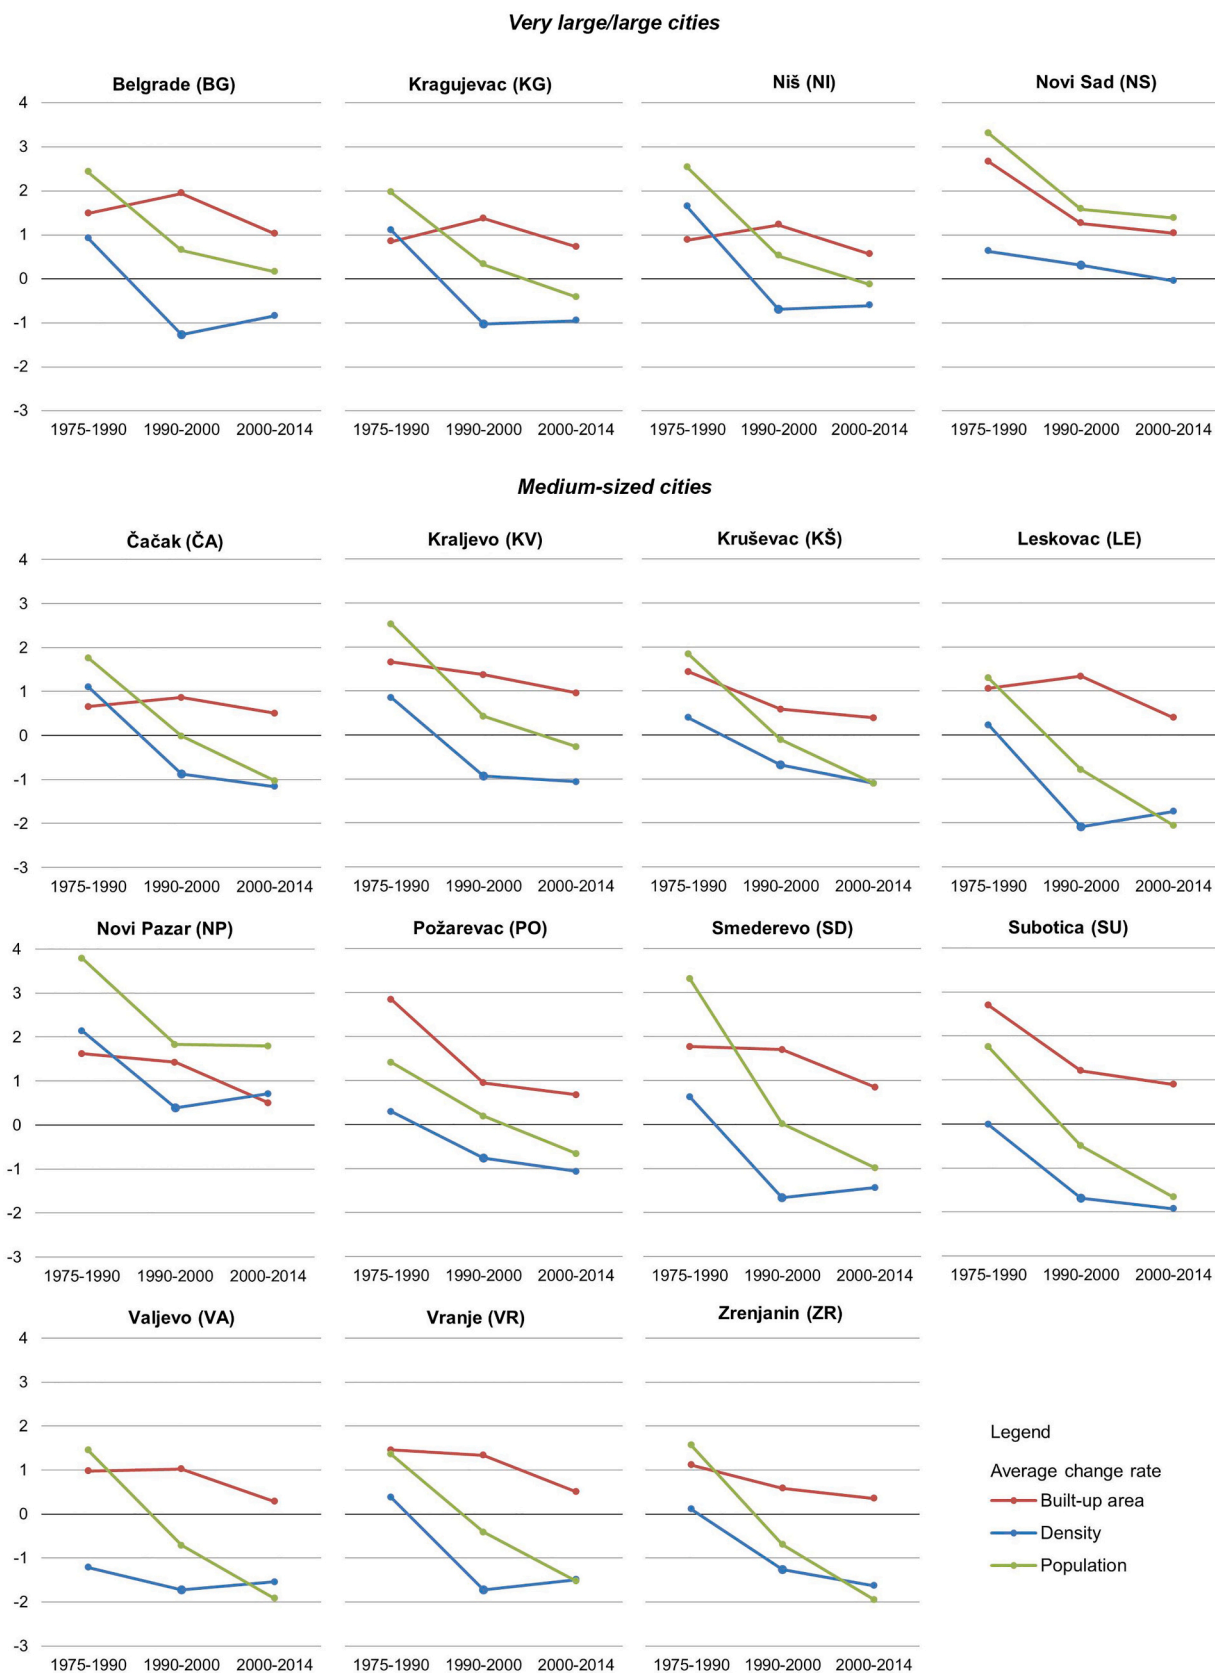 Very large/large cities
Belgrade (BG) Kragujevac (KG) Niš (NI) Novi Sad (NS)
4
3
2
1
0
-1
-2
-3
1975-1990 1990-2000 2000-2014 1975-1990 1990-2000 2000-2014 1975-1990 1990-2000 2000-2014 1975-1990 1990-2000 2000-2014
Medium-sized cities
Čačak (ČA) Kraljevo (KV) Kruševac (KŠ) Leskovac (LE)
4
3
2
1
0
-1
-2
-3
1975-1990 1990-2000 2000-2014 1975-1990 1990-2000 2000-2014 1975-1990 1990-2000 2000-2014 1975-1990 1990-2000 2000-2014
Novi Pazar (NP) Požarevac (PO) Smederevo (SD) Subotica (SU)
4
3
2
1
0
-1
-2
-3
1975-1990 1990-2000 2000-2014 1975-1990 1990-2000 2000-2014 1975-1990 1990-2000 2000-2014 1975-1990 1990-2000 2000-2014
Valjevo (VA) Vranje (VR) Zrenjanin (ZR)
4
3
2
1
0
-1
-2
-3
1975-1990 1990-2000 2000-2014 1975-1990 1990-2000 2000-2014 1975-1990 1990-2000 2000-2014
Legend
Average change rate
Built-up area
Density
Population